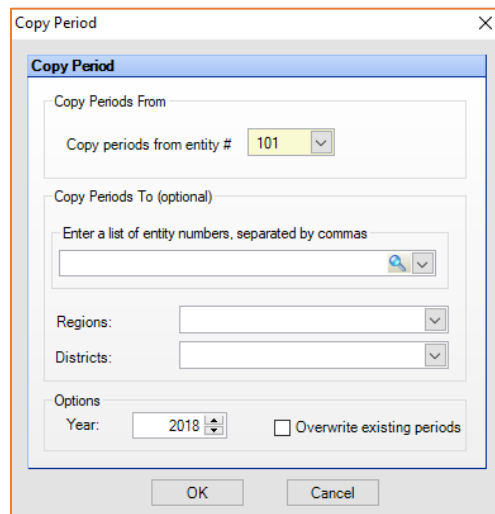 Copy Period
Copy Period
Copy Periods From
Copy periods from entity # 101
Copy Periods To (optional)
Enter a list of entity numbers, separated by commas
Regions:
Districts:
Options
Year: 2018 Overwrite existing periods
OK Cancel